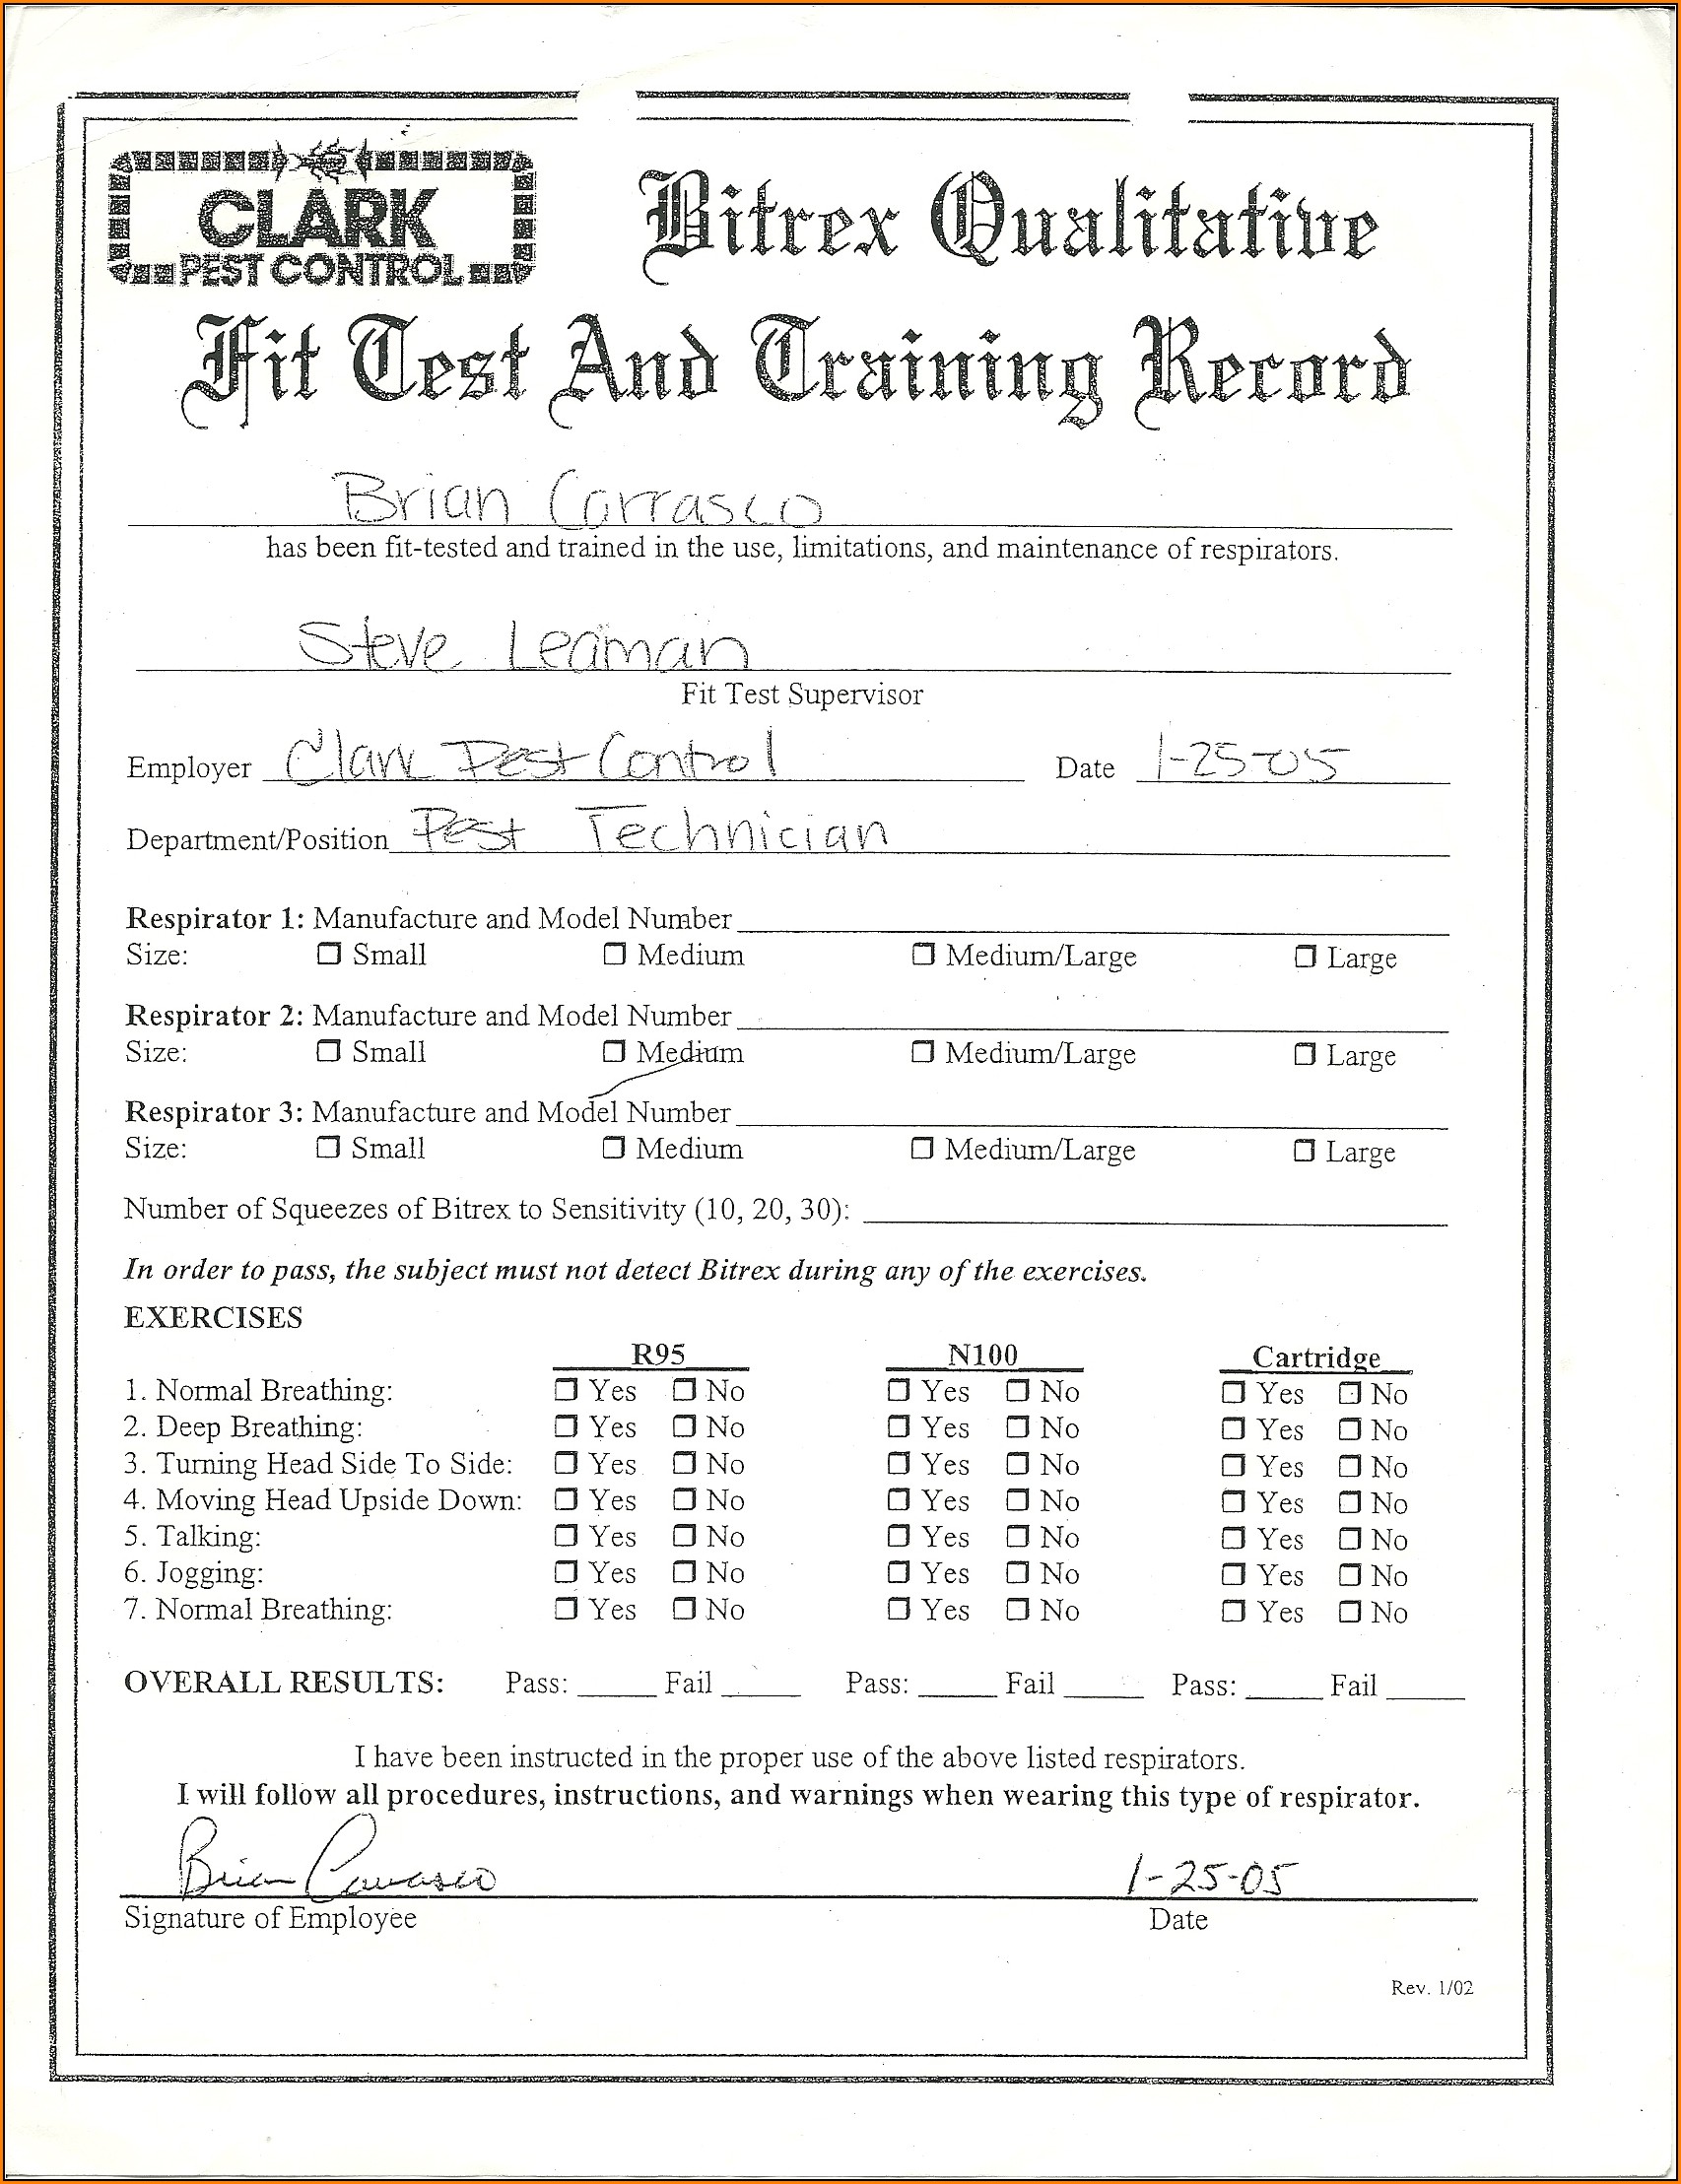 CLARK
PEST CONTROL
Bitrex Qualitative
Fit Test And Training Record
Brian Carrasco
has been fit-tested and trained in the use, limitations, and maintenance of respirators.
Steve Leaman
Fit Test Supervisor
Employer Clark Pest Control Date 1-25-05
Department/Position Pest Technician
Respirator 1: Manufacture and Model Number
Size: ☐ Small ☐ Medium ☐ Medium/Large ☐ Large
Respirator 2: Manufacture and Model Number
Size: ☐ Small ☐ Medium ☐ Medium/Large ☐ Large
Respirator 3: Manufacture and Model Number
Size: ☐ Small ☐ Medium ☐ Medium/Large ☐ Large
Number of Squeezes of Bitrex to Sensitivity (10, 20, 30):
In order to pass, the subject must not detect Bitrex during any of the exercises.
EXERCISES
R95 N100 Cartridge
1. Normal Breathing: ☐ Yes ☐ No ☐ Yes ☐ No ☐ Yes ☐ No
2. Deep Breathing: ☐ Yes ☐ No ☐ Yes ☐ No ☐ Yes ☐ No
3. Turning Head Side To Side: ☐ Yes ☐ No ☐ Yes ☐ No ☐ Yes ☐ No
4. Moving Head Upside Down: ☐ Yes ☐ No ☐ Yes ☐ No ☐ Yes ☐ No
5. Talking: ☐ Yes ☐ No ☐ Yes ☐ No ☐ Yes ☐ No
6. Jogging: ☐ Yes ☐ No ☐ Yes ☐ No ☐ Yes ☐ No
7. Normal Breathing: ☐ Yes ☐ No ☐ Yes ☐ No ☐ Yes ☐ No
OVERALL RESULTS: Pass: ____ Fail ____ Pass: ____ Fail ____ Pass: ____ Fail ____
I have been instructed in the proper use of the above listed respirators.
I will follow all procedures, instructions, and warnings when wearing this type of respirator.
Brian Carrasco 1-25-05
Signature of Employee Date
Rev. 1/02